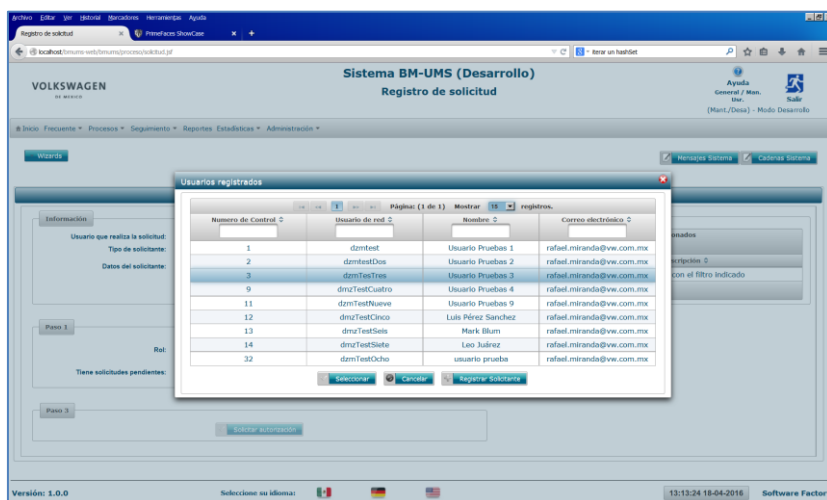 Archivo Editar Ver Historial Marcadores Herramientas Ayuda
Registro de solicitud × PrimeFaces ShowCase × +
localhost/bmums-web/bmums/proceso/solicitud.jsf iterar un hashSet
VOLKSWAGEN
DE MEXICO
Sistema BM-UMS (Desarrollo)
Registro de solicitud
Ayuda
General / Man.
Usr.
Salir
(Mant./Desa) - Modo Desarrollo
Inicio Frecuente Procesos Seguimiento Reportes Estadísticas Administración
Wizards
Mensajes Sistema Cadenas Sistema
Usuarios registrados
1 Página: (1 de 1) Mostrar 15 registros.
Numero de Control Usuario de red Nombre Correo electrónico
1 dzmtest Usuario Pruebas 1 rafael.miranda@vw.com.mx
2 dzmtestDos Usuario Pruebas 2 rafael.miranda@vw.com.mx
3 dzmTesTres Usuario Pruebas 3 rafael.miranda@vw.com.mx
9 dmzTestCuatro Usuario Pruebas 4 rafael.miranda@vw.com.mx
11 dzmTestNueve Usuario Pruebas 9 rafael.miranda@vw.com.mx
12 dmzTestCinco Luis Pérez Sanchez rafael.miranda@vw.com.mx
13 dmzTestSeis Mark Blum rafael.miranda@vw.com.mx
14 dmzTestSiete Leo Juárez rafael.miranda@vw.com.mx
32 dzmTestOcho usuario prueba rafael.miranda@vw.com.mx
Seleccionar Cancelar Registrar Solicitante
Información
Usuario que realiza la solicitud:
Tipo de solicitante:
Datos del solicitante:
onados
scripción
con el filtro indicado
Paso 1
Rol:
Tiene solicitudes pendientes:
Paso 3
Solicitar autorización
Versión: 1.0.0 Seleccione su idioma: 13:13:24 18-04-2016 Software Factor